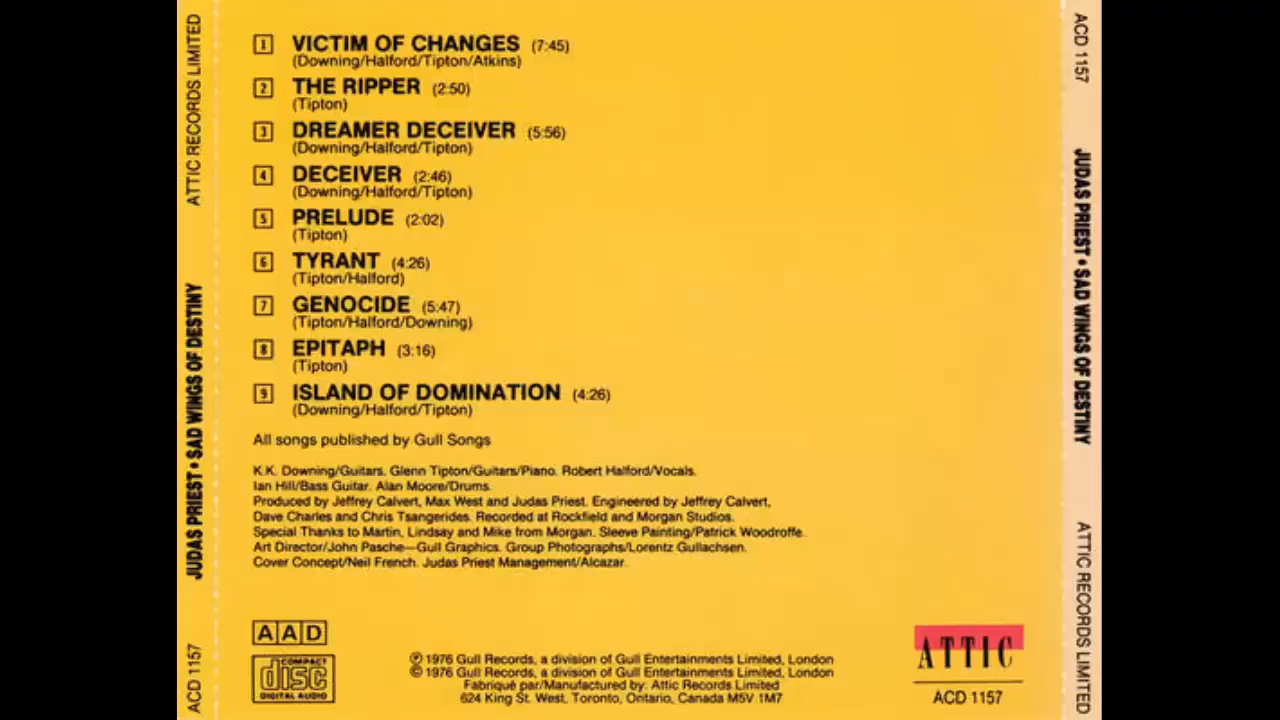 ATTIC RECORDS LIMITED
JUDAS PRIEST • SAD WINGS OF DESTINY
ACD 1157
1 VICTIM OF CHANGES (7:45)
(Downing/Halford/Tipton/Atkins)
2 THE RIPPER (2:50)
(Tipton)
3 DREAMER DECEIVER (5:56)
(Downing/Halford/Tipton)
4 DECEIVER (2:46)
(Downing/Halford/Tipton)
5 PRELUDE (2:02)
(Tipton)
6 TYRANT (4:26)
(Tipton/Halford)
7 GENOCIDE (5:47)
(Tipton/Halford/Downing)
8 EPITAPH (3:16)
(Tipton)
9 ISLAND OF DOMINATION (4:26)
(Downing/Halford/Tipton)
All songs published by Gull Songs
K.K. Downing/Guitars. Glenn Tipton/Guitars/Piano. Robert Halford/Vocals.
Ian Hill/Bass Guitar. Alan Moore/Drums.
Produced by Jeffrey Calvert, Max West and Judas Priest. Engineered by Jeffrey Calvert,
Dave Charles and Chris Tsangerides. Recorded at Rockfield and Morgan Studios.
Special Thanks to Martin, Lindsay and Mike from Morgan. Sleeve Painting/Patrick Woodroffe.
Art Director/John Pasche—Gull Graphics. Group Photographs/Lorentz Gullachsen.
Cover Concept/Neil French. Judas Priest Management/Alcazar.
AAD
COMPACT
disc
DIGITAL AUDIO
℗ 1976 Gull Records, a division of Gull Entertainments Limited, London
© 1976 Gull Records, a division of Gull Entertainments Limited, London
Fabriqué par/Manufactured by: Attic Records Limited
624 King St. West, Toronto, Ontario, Canada M5V 1M7
ATTIC
ACD 1157
ACD 1157
JUDAS PRIEST • SAD WINGS OF DESTINY
ATTIC RECORDS LIMITED